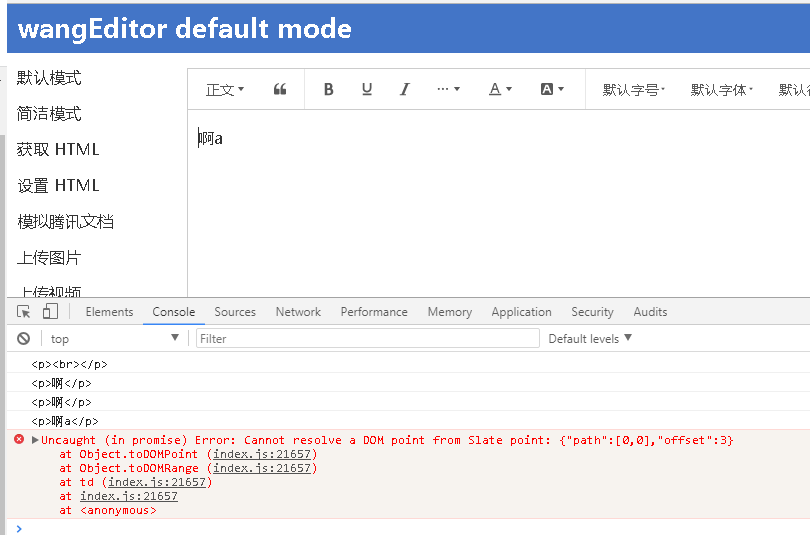 wangEditor default mode
默认模式
简洁模式
获取 HTML
设置 HTML
模拟腾讯文档
上传图片
上传视频
正文 B U I ... A A 默认字号 默认字体 默认
啊a
Elements Console Sources Network Performance Memory Application Security Audits
top Filter Default levels
<p><br></p>
<p>啊</p>
<p>啊</p>
<p>啊a</p>
Uncaught (in promise) Error: Cannot resolve a DOM point from Slate point: {"path":[0,0],"offset":3}
at Object.toDOMPoint (index.js:21657)
at Object.toDOMRange (index.js:21657)
at td (index.js:21657)
at index.js:21657
at <anonymous>